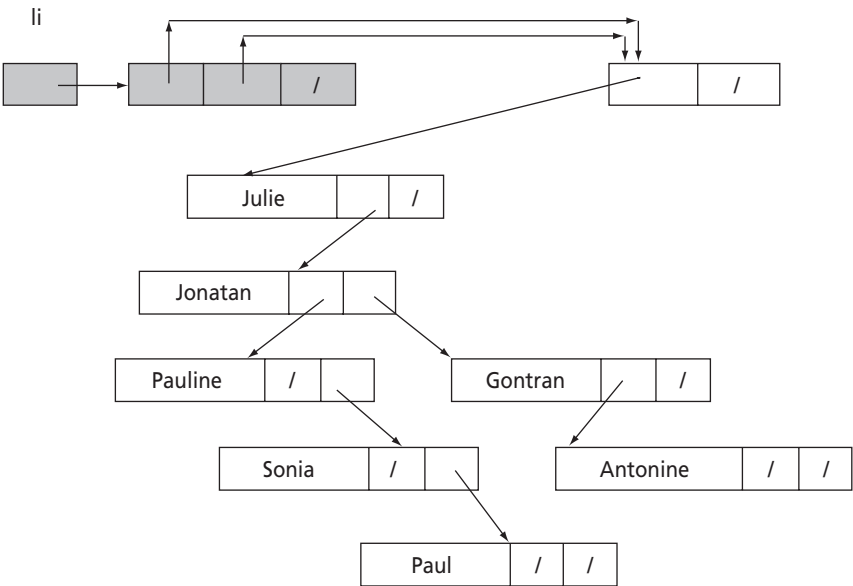 li
/ /
Julie /
Jonatan
Pauline / Gontran /
Sonia / Antonine / /
Paul / /